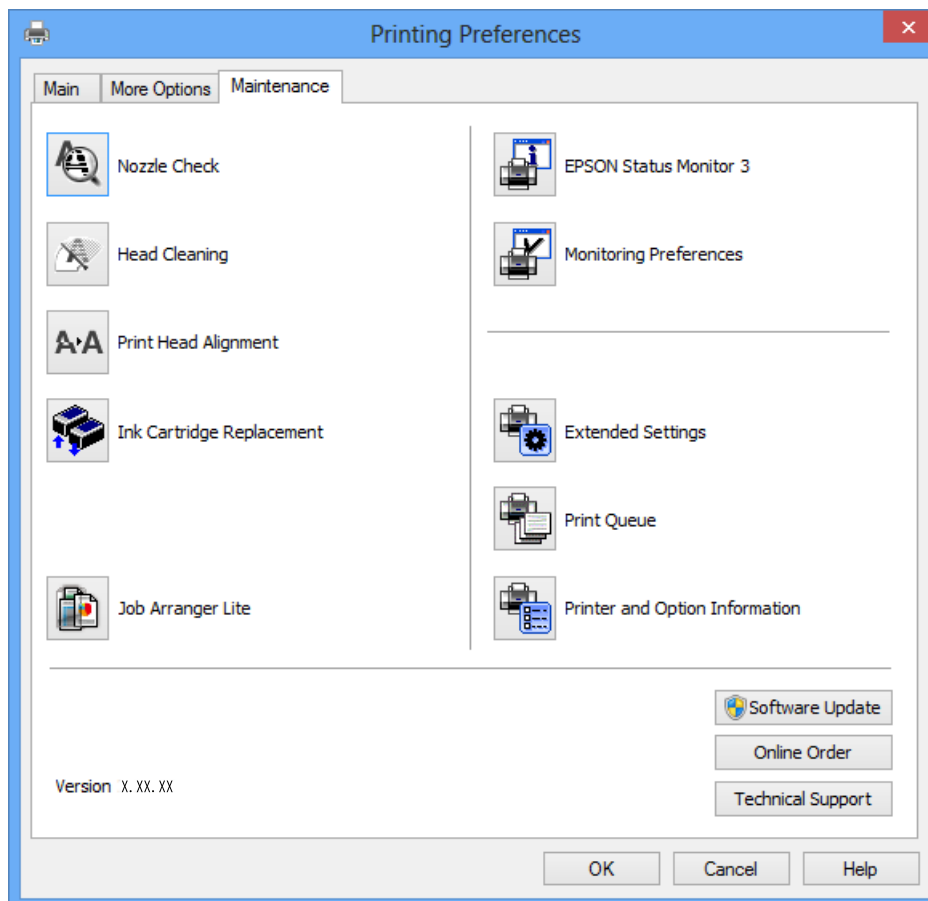 Printing Preferences
Main
More Options
Maintenance
Nozzle Check
Head Cleaning
Print Head Alignment
Ink Cartridge Replacement
Job Arranger Lite
EPSON Status Monitor 3
Monitoring Preferences
Extended Settings
Print Queue
Printer and Option Information
Software Update
Online Order
Technical Support
Version X.XX.XX
OK
Cancel
Help